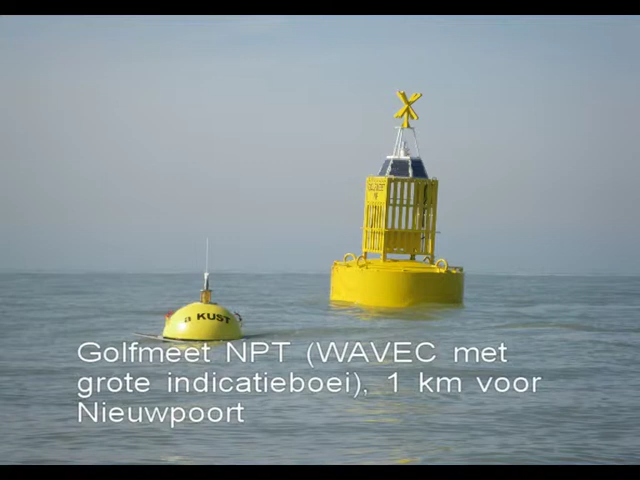 a KUST
Golfmeet NPT (WAVEC met
grote indicatieboei), 1 km voor
Nieuwpoort